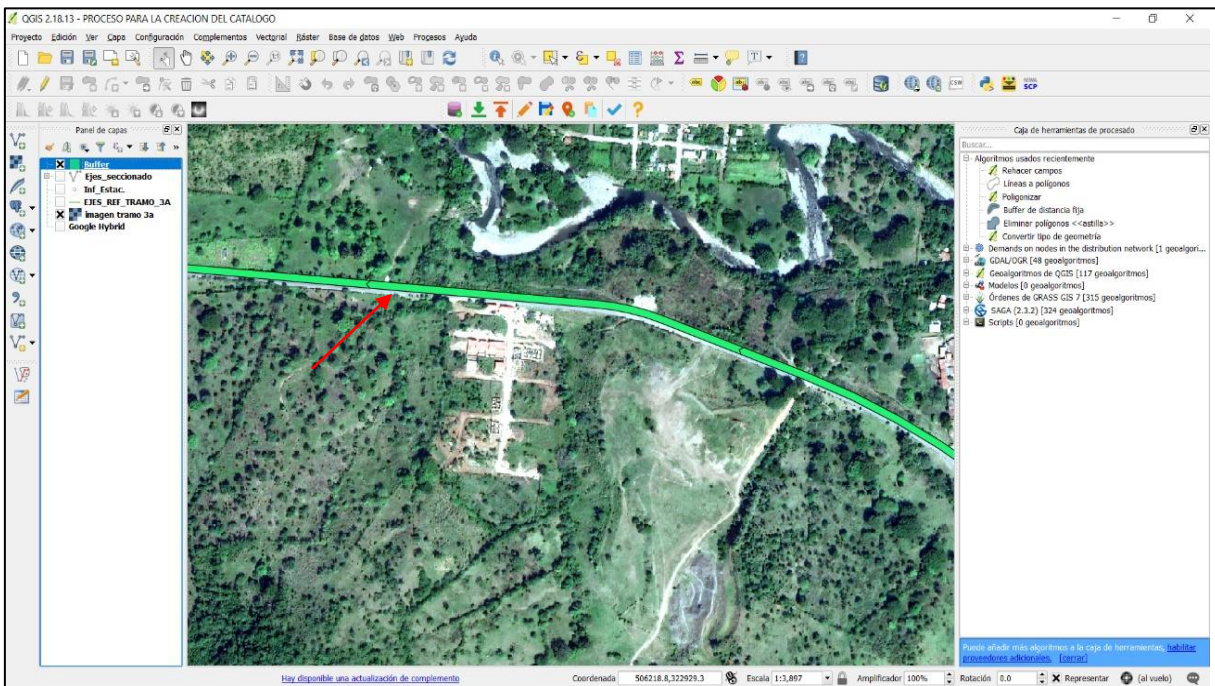 QGIS 2.18.13 - PROCESO PARA LA CREACION DEL CATALOGO
Proyecto Edición Ver Capa Configuración Complementos Vectorial Ráster Base de datos Web Procesos Ayuda
CSW
SCP
Panel de capas
Buffer
Ejes_seccionado
Inf_Estac.
EJES_REF_TRAMO_3A
imagen tramo 3a
Google Hybrid
Caja de herramientas de procesado
Buscar...
Algoritmos usados recientemente
Rehacer campos
Líneas a polígonos
Poligonizar
Buffer de distancia fija
Eliminar polígonos <<astilla>>
Convertir tipo de geometría
Demands on nodes in the distribution network [1 geoalgori...
GDAL/OGR [48 geoalgoritmos]
Geoalgoritmos de QGIS [117 geoalgoritmos]
Modelos [0 geoalgoritmos]
Órdenes de GRASS GIS 7 [315 geoalgoritmos]
SAGA (2.3.2) [324 geoalgoritmos]
Scripts [0 geoalgoritmos]
Puede añadir más algoritmos a la caja de herramientas, habilitar
proveedores adicionales. [cerrar]
Hay disponible una actualización de complemento
Coordenada 506218.8,322929.3 Escala 1:3,897 Amplificador 100% Rotación 0.0 Representar (al vuelo)